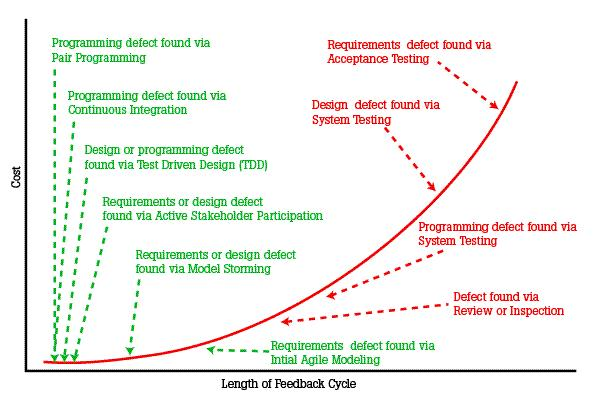 Programming defect found via
Pair Programming
Requirements  defect found via
Acceptance Testing
Programming defect found via
Continuous Integration
Design  defect found via
System Testing
Design or programming defect
found via Test Driven Design (TDD)
Requirements or design defect
found via Active Stakeholder Participation
Programming defect found via
System Testing
Requirements or design defect
found via Model Storming
Defect found via
Review or Inspection
Requirements  defect found via
Intial Agile Modeling
Cost
Length of Feedback Cycle